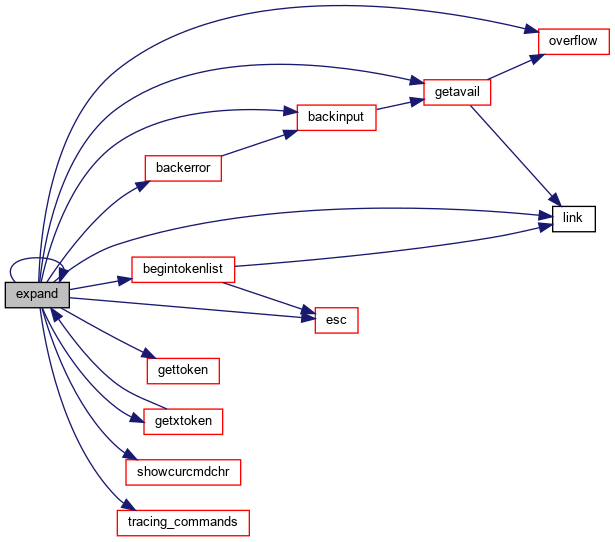 overflow
getavail
backinput
backerror
link
begintokenlist
expand
esc
gettoken
getxtoken
showcurcmdchr
tracing_commands